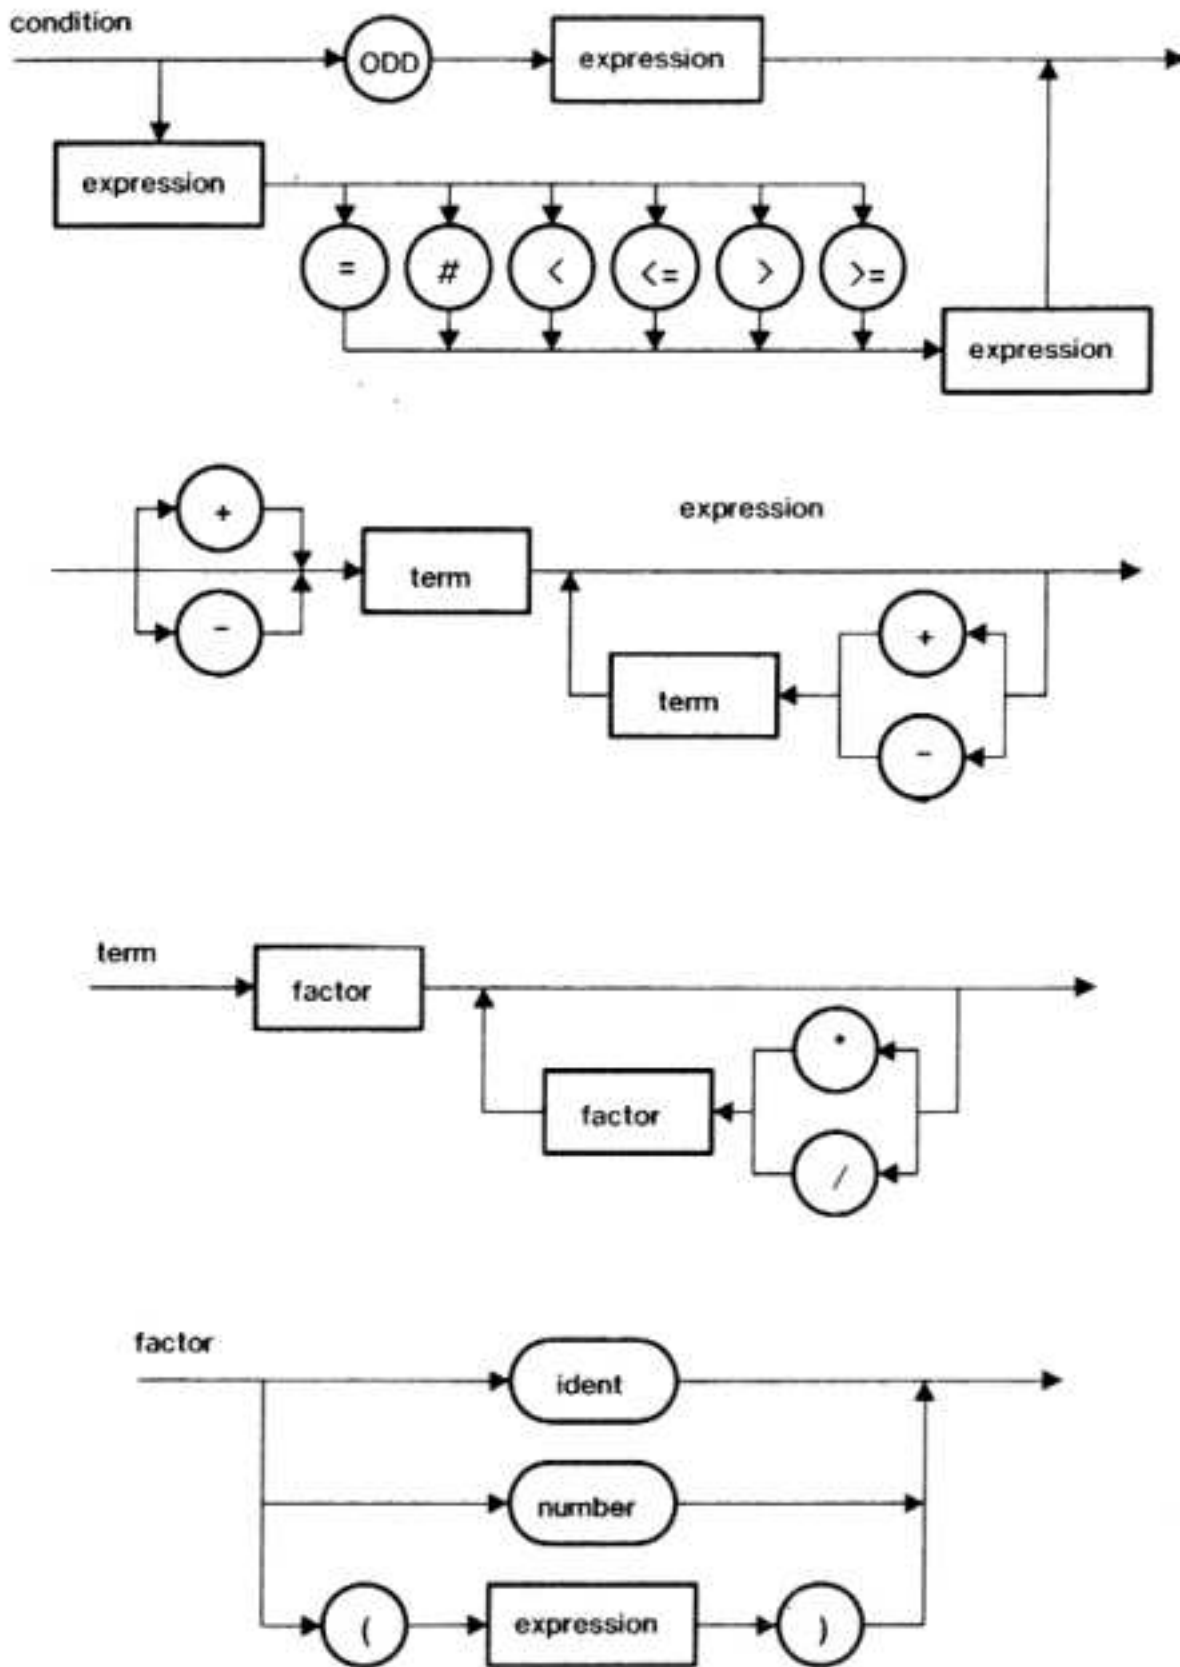 condition
ODD expression
expression
= # < <= > >=
expression
+
expression
term
-
+
term
-
term
factor
*
factor
/
factor
ident
number
( expression )